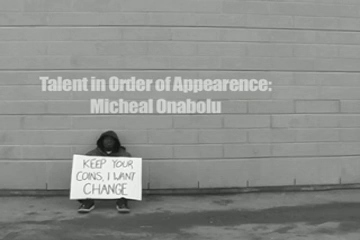 Talent in Order of Appearence:
Micheal Onabolu
KEEP YOUR
COINS, I WANT
CHANGE